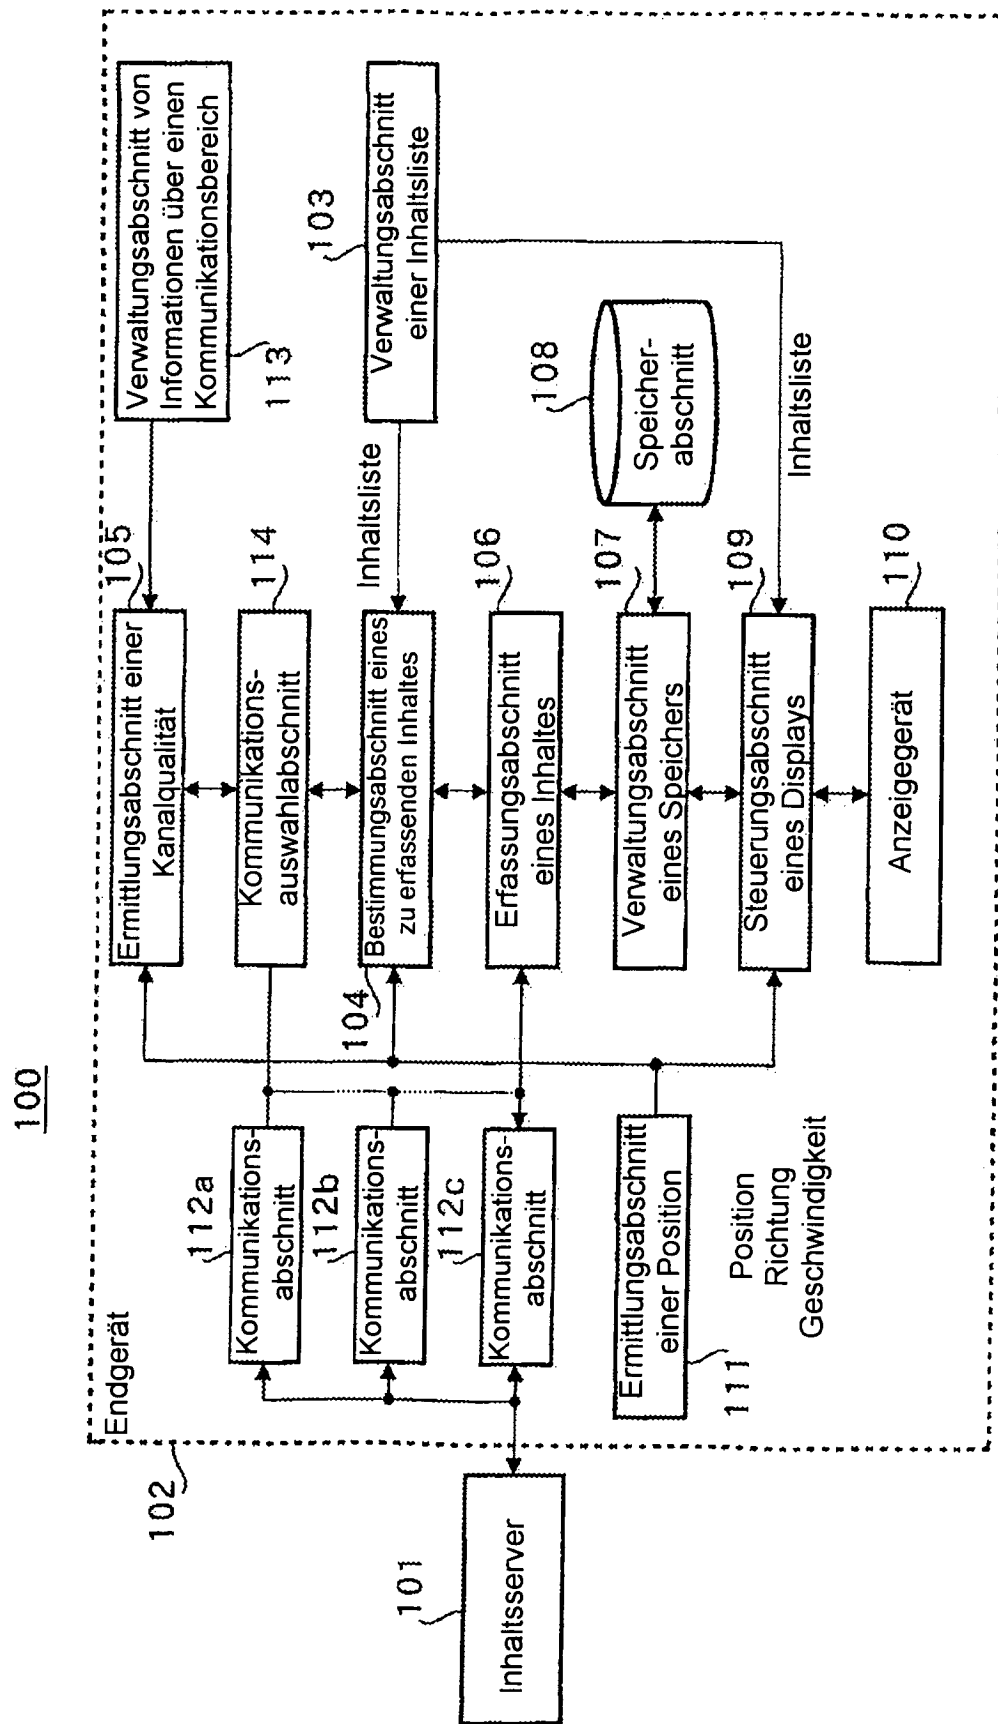 100
Endgerät
102
101
Inhaltsserver
112a
Kommunikations-
abschnitt
112b
Kommunikations-
abschnitt
112c
Kommunikations-
abschnitt
Ermittlungsabschnitt
einer Position
111
Position
Richtung
Geschwindigkeit
105
Ermittlungsabschnitt einer
Kanalqualität
114
Kommunikations-
auswahlabschnitt
104
Bestimmungsabschnitt eines
zu erfassenden Inhaltes
106
Erfassungsabschnitt
eines Inhaltes
107
Verwaltungsabschnitt
eines Speichers
109
Steuerungsabschnitt
eines Displays
110
Anzeigegerät
Verwaltungsabschnitt von
Informationen über einen
Kommunikationsbereich
113
103
Verwaltungsabschnitt
einer Inhaltsliste
Inhaltsliste
108
Speicher-
abschnitt
Inhaltsliste